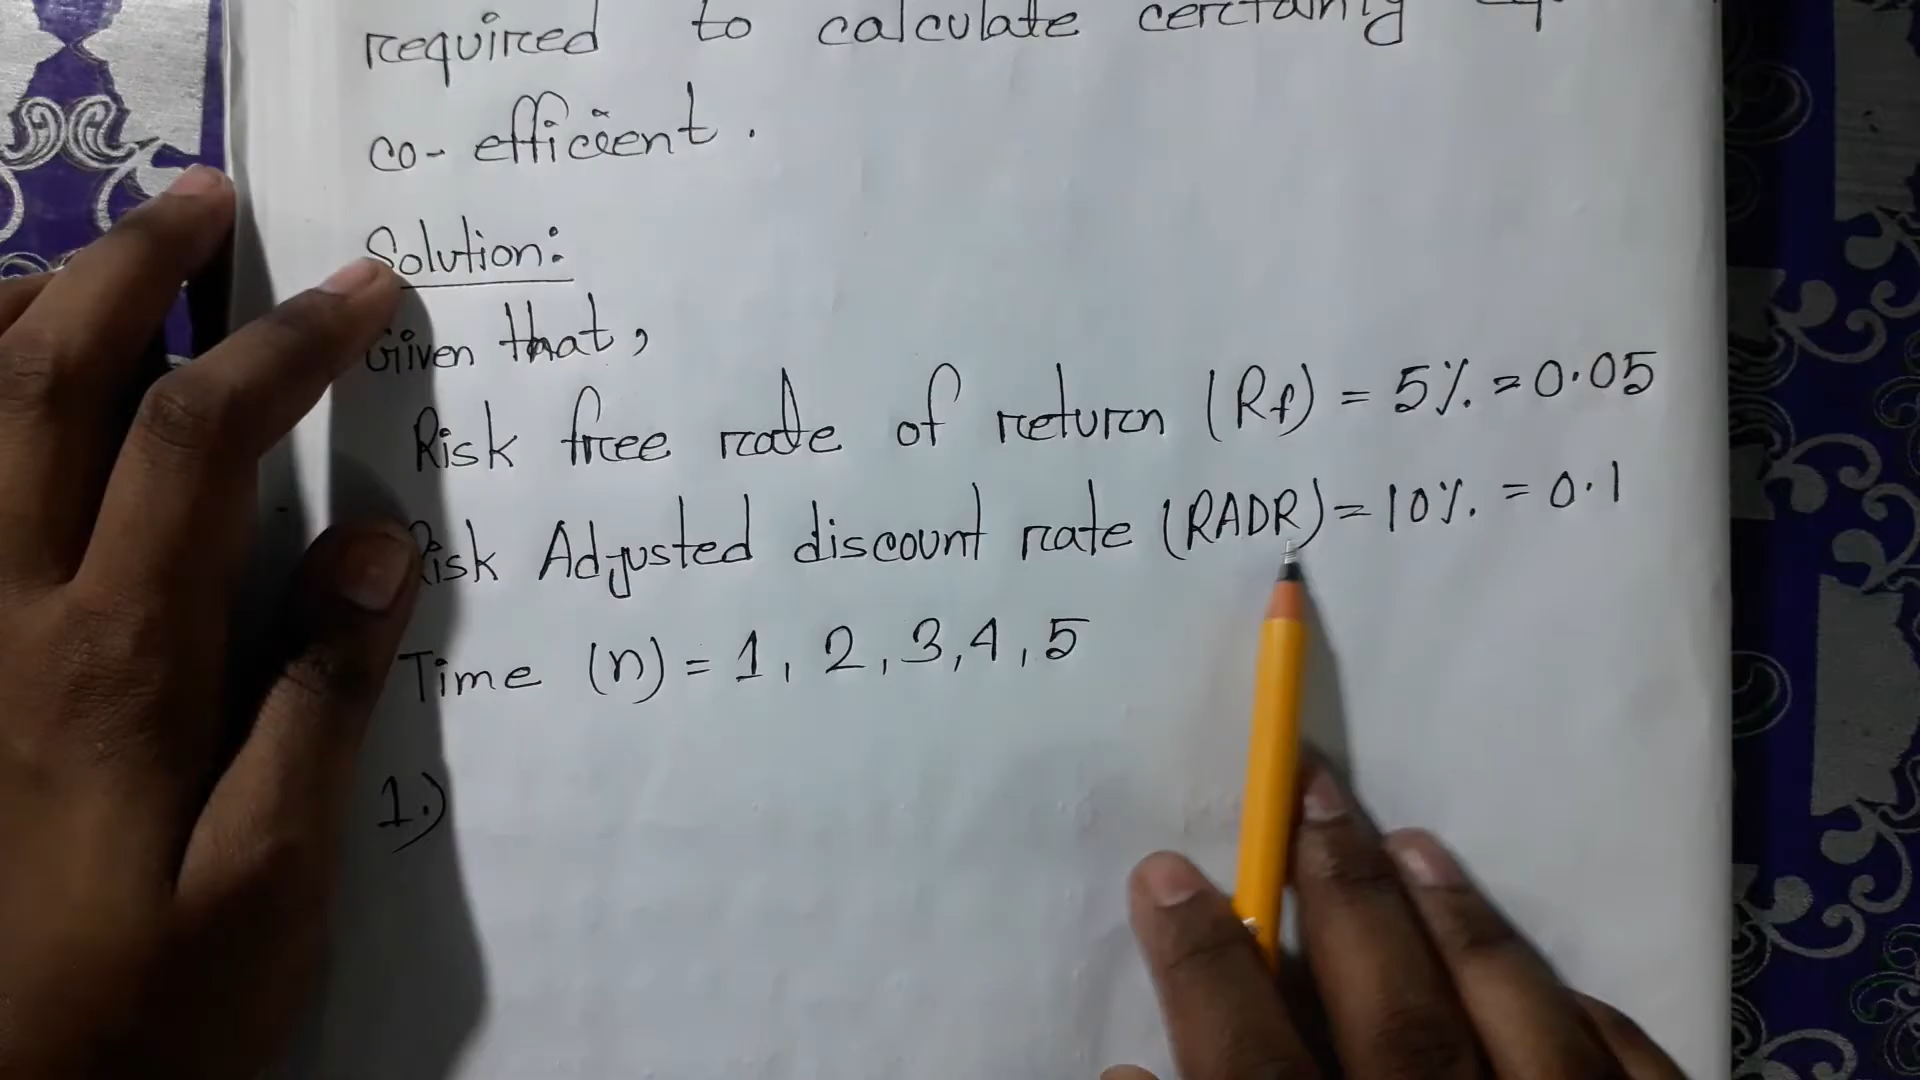 required to calculate certainty
co-efficient.
Solution:
Given that,
Risk free rate of return (Rf) = 5% = 0.05
Risk Adjusted discount rate (RADR) = 10% = 0.1
Time (n) = 1, 2, 3, 4, 5
1.)